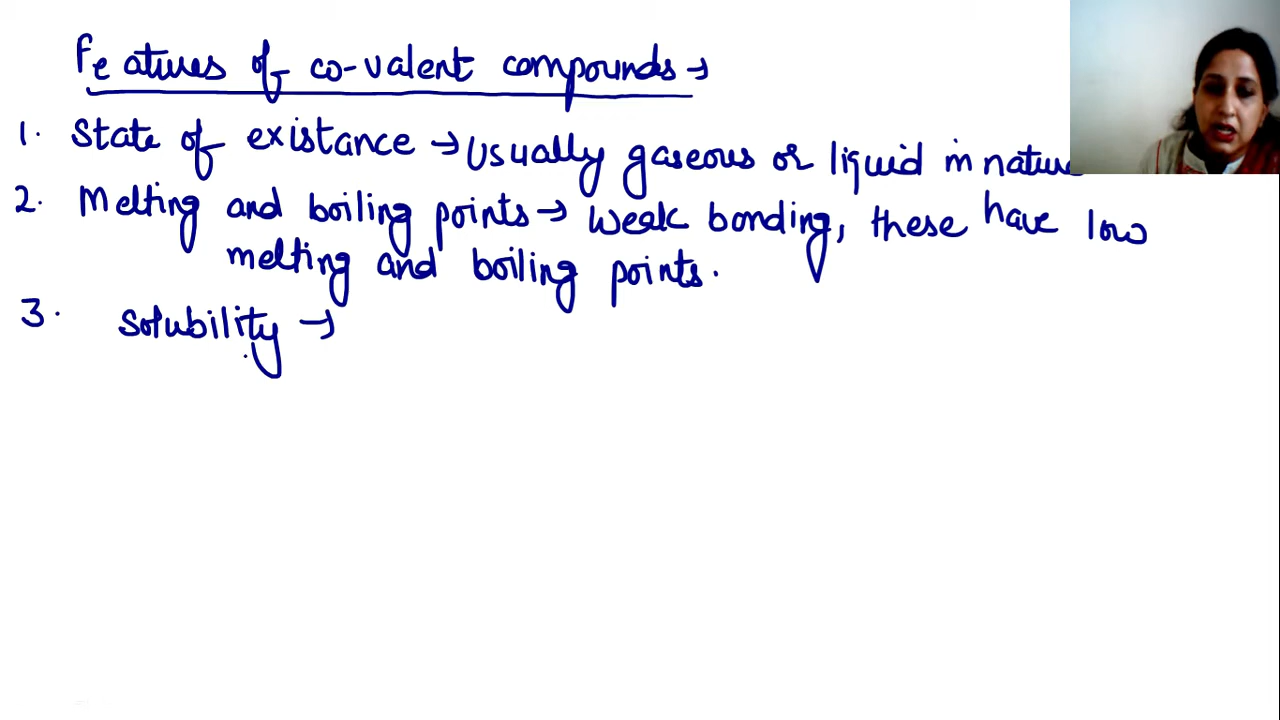 Features of co-valent compounds →
1. State of existance → Usually gaseous or liquid in nature
2. Melting and boiling points → Weak bonding, these have low
melting and boiling points.
3. Solubility →